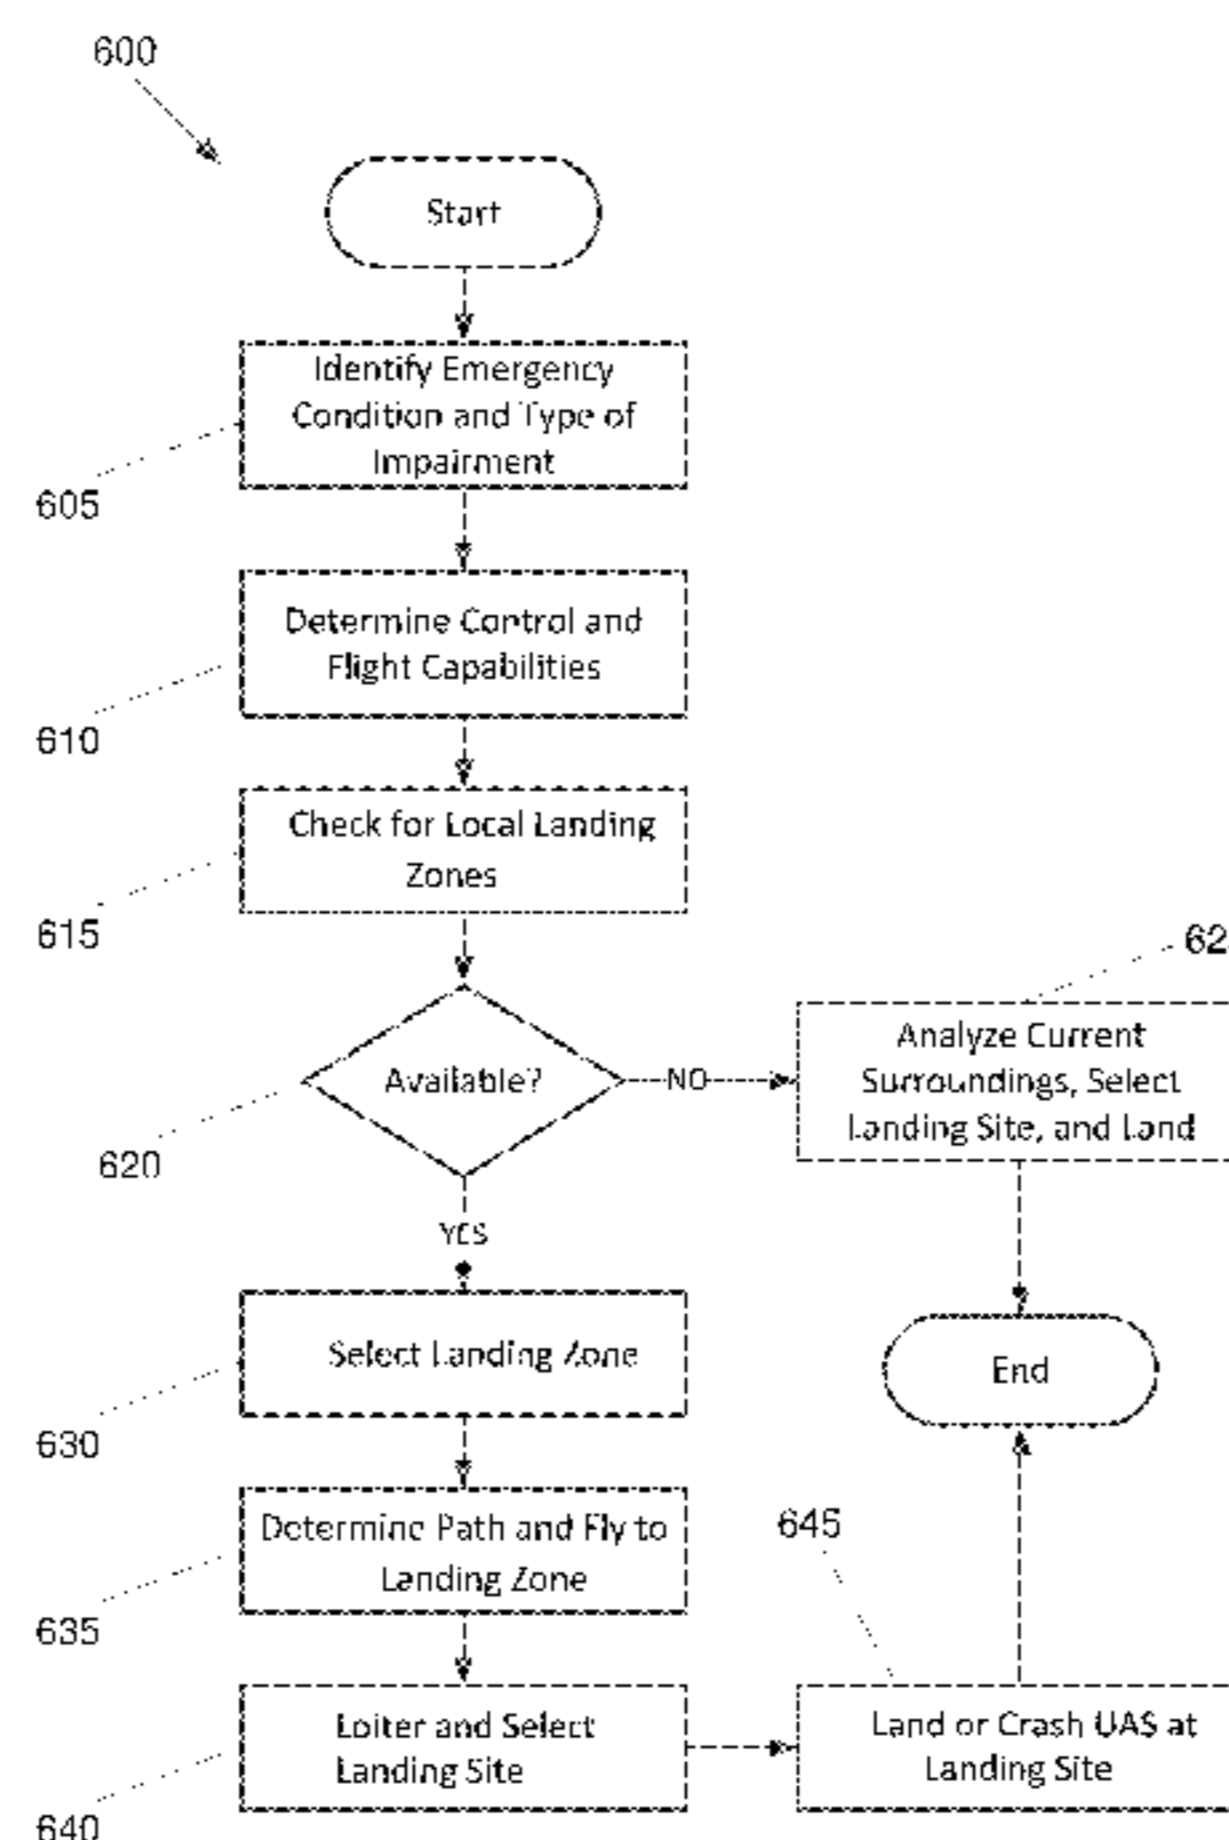 600
Start
Identify Emergency
Condition and Type of
Impairment
605
Determine Control and
Flight Capabilities
610
Check for Local Landing
Zones
615
Available?
620
NO
Analyze Current
Surroundings, Select
Landing Site, and Land
YES
Select Landing Zone
630
End
Determine Path and Fly to
Landing Zone
635
645
Loiter and Select
Landing Site
640
Land or Crash UAS at
Landing Site